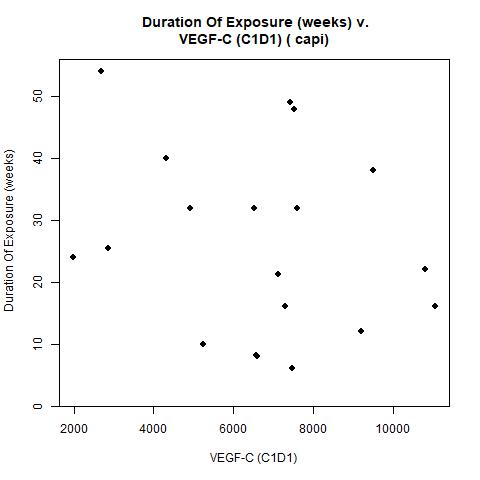 Duration Of Exposure (weeks) v.
VEGF-C (C1D1) ( capi)
Duration Of Exposure (weeks)
50
40
30
20
10
0
2000 4000 6000 8000 10000
VEGF-C (C1D1)